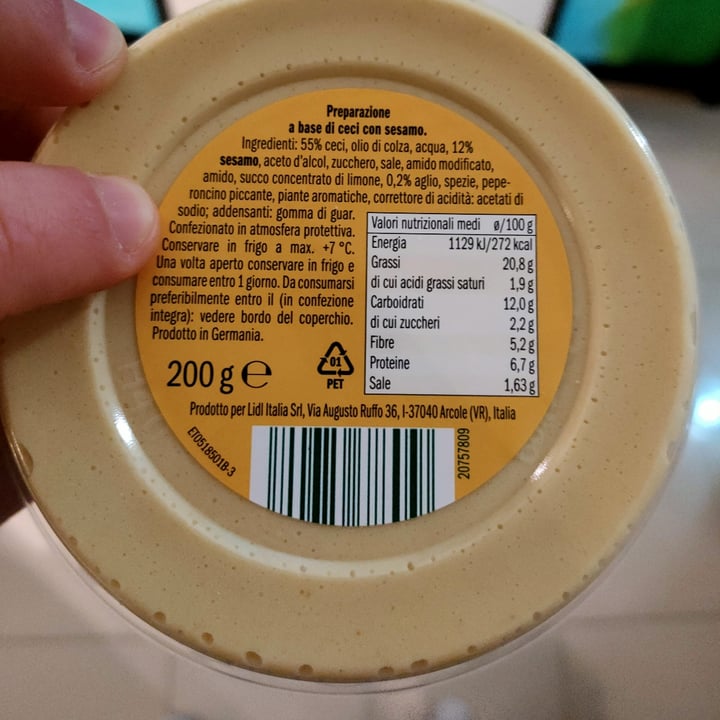 Preparazione
a base di ceci con sesamo.
Ingredienti: 55% ceci, olio di colza, acqua, 12%
sesamo, aceto d'alcol, zucchero, sale, amido modificato,
amido, succo concentrato di limone, 0,2% aglio, spezie, pepe-
roncino piccante, piante aromatiche, correttore di acidità: acetati di
sodio; addensanti: gomma di guar.
Confezionato in atmosfera protettiva.
Conservare in frigo a max. +7 °C.
Una volta aperto conservare in frigo e
consumare entro 1 giorno. Da consumarsi
preferibilmente entro il (in confezione
integra): vedere bordo del coperchio.
Prodotto in Germania.
Valori nutrizionali medi ø/100 g
Energia 1129 kJ/272 kcal
Grassi 20,8 g
di cui acidi grassi saturi 1,9 g
Carboidrati 12,0 g
di cui zuccheri 2,2 g
Fibre 5,2 g
Proteine 6,7 g
Sale 1,63 g
200 g ℮
01
PET
Prodotto per Lidl Italia Srl, Via Augusto Ruffo 36, I-37040 Arcole (VR), Italia
ET0518501B-3
20757809